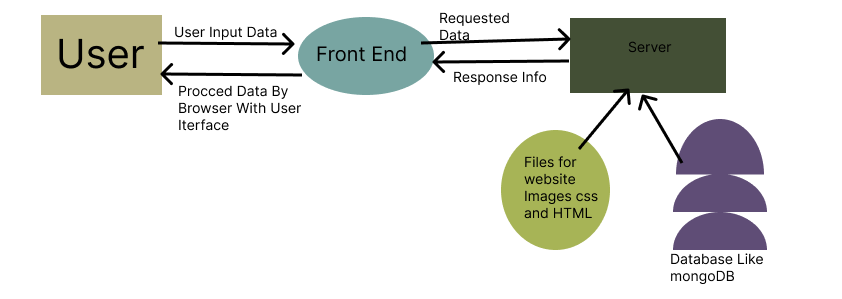 User
User Input Data
Front End
Requested
Data
Server
Response Info
Procced Data By
Browser With User
Iterface
Files for
website
Images css
and HTML
Database Like
mongoDB